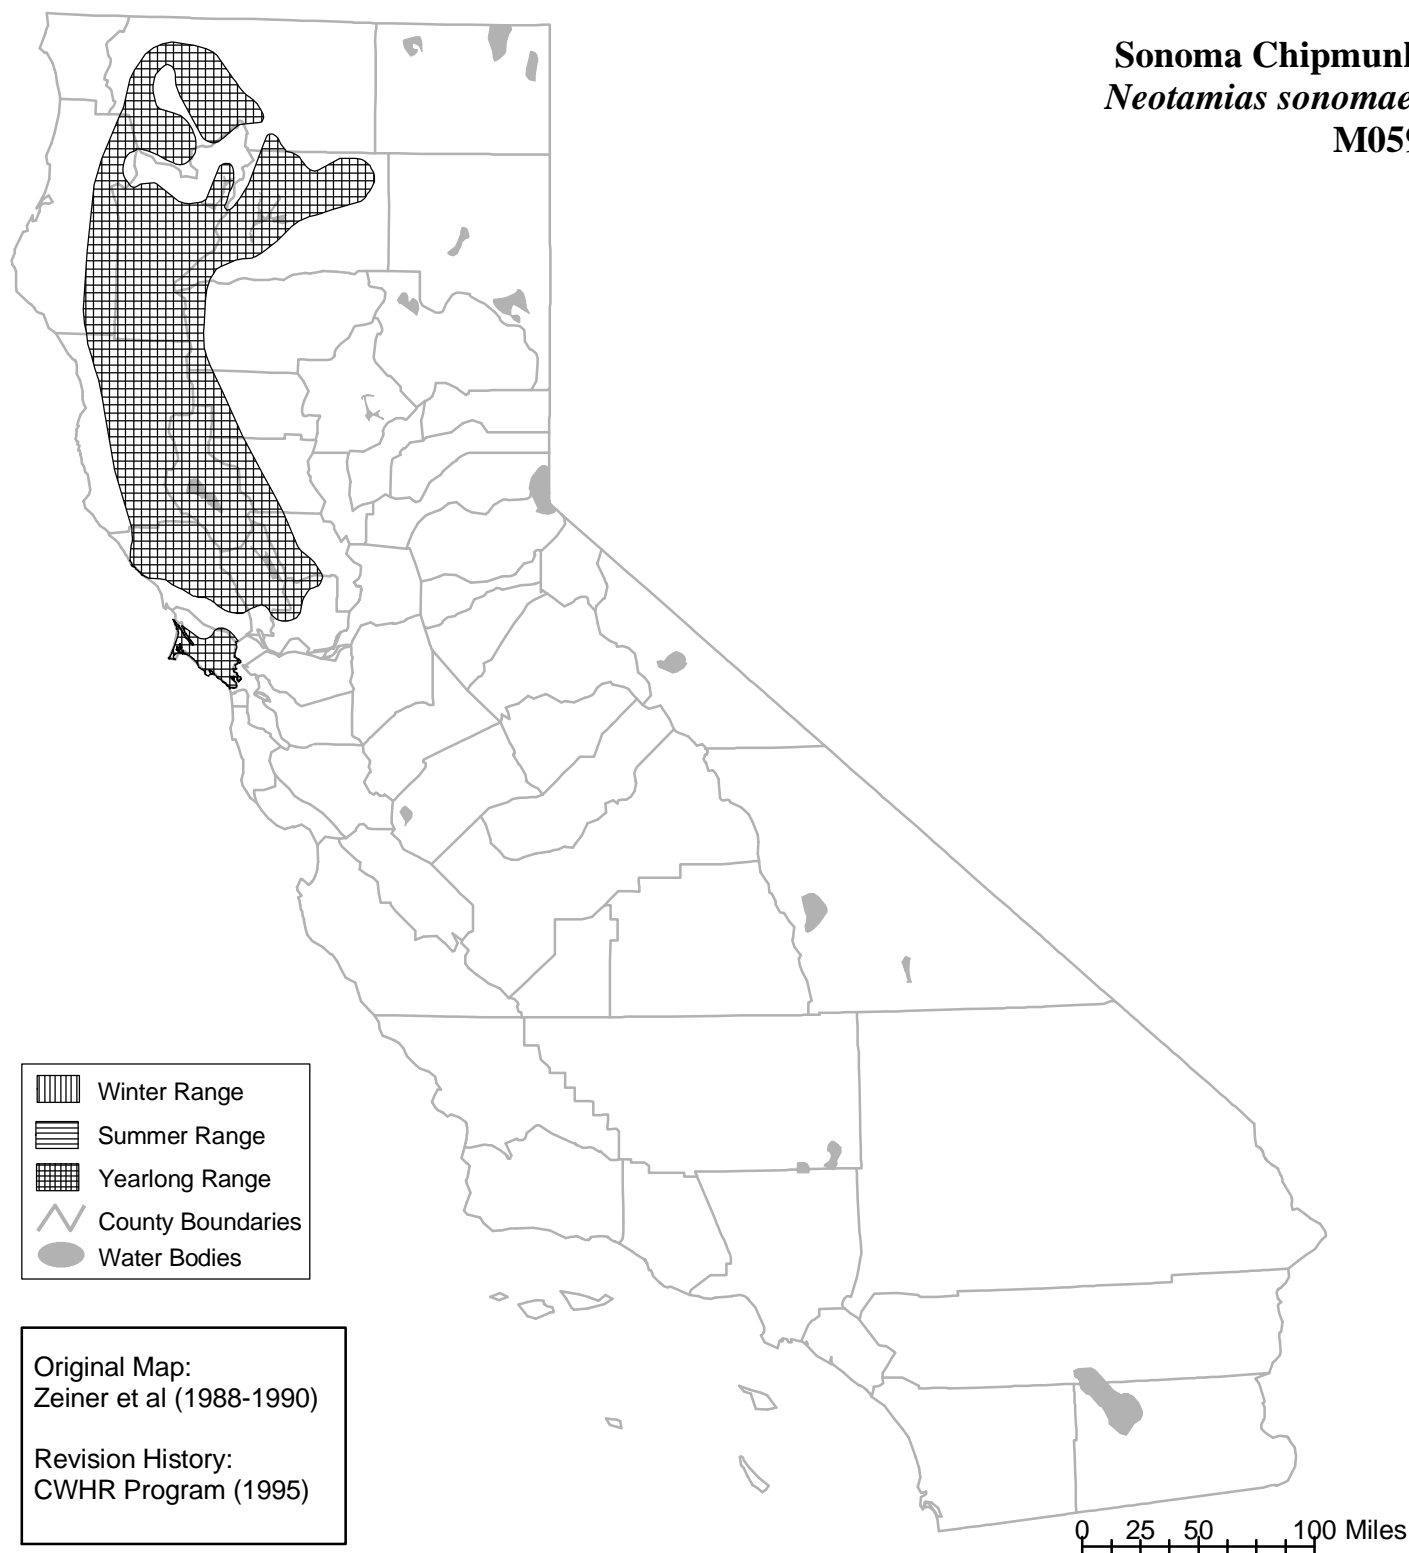 Sonoma Chipmunk
Neotamias sonomae
M059
Winter Range
Summer Range
Yearlong Range
County Boundaries
Water Bodies
Original Map:
Zeiner et al (1988-1990)
Revision History:
CWHR Program (1995)
0 25 50 100 Miles